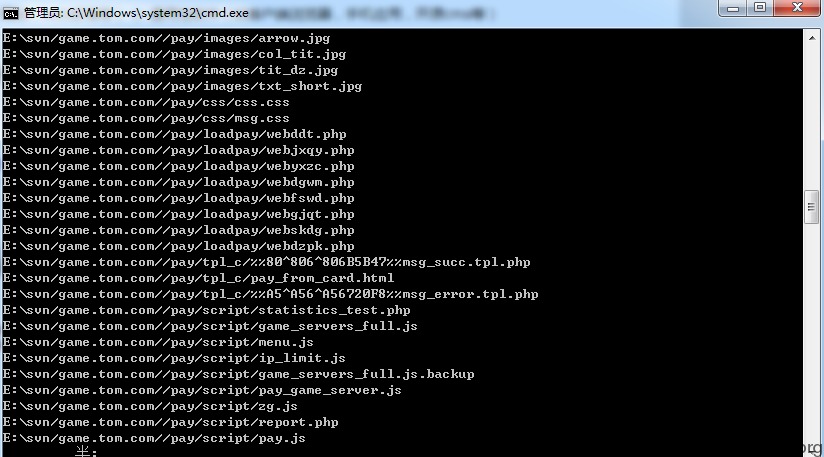 管理员: C:\Windows\system32\cmd.exe
E:\svn/game.tom.com//pay/images/arrow.jpg
E:\svn/game.tom.com//pay/images/col_tit.jpg
E:\svn/game.tom.com//pay/images/tit_dz.jpg
E:\svn/game.tom.com//pay/images/txt_short.jpg
E:\svn/game.tom.com//pay/css/css.css
E:\svn/game.tom.com//pay/css/msg.css
E:\svn/game.tom.com//pay/loadpay/webddt.php
E:\svn/game.tom.com//pay/loadpay/webjxqy.php
E:\svn/game.tom.com//pay/loadpay/webyxzc.php
E:\svn/game.tom.com//pay/loadpay/webdgwm.php
E:\svn/game.tom.com//pay/loadpay/webfswd.php
E:\svn/game.tom.com//pay/loadpay/webgjqt.php
E:\svn/game.tom.com//pay/loadpay/webskdg.php
E:\svn/game.tom.com//pay/loadpay/webdzpk.php
E:\svn/game.tom.com//pay/tpl_c/%%80^806^806B5B47%%msg_succ.tpl.php
E:\svn/game.tom.com//pay/tpl_c/pay_from_card.html
E:\svn/game.tom.com//pay/tpl_c/%%A5^A56^A56720F8%%msg_error.tpl.php
E:\svn/game.tom.com//pay/script/statistics_test.php
E:\svn/game.tom.com//pay/script/game_servers_full.js
E:\svn/game.tom.com//pay/script/menu.js
E:\svn/game.tom.com//pay/script/ip_limit.js
E:\svn/game.tom.com//pay/script/game_servers_full.js.backup
E:\svn/game.tom.com//pay/script/pay_game_server.js
E:\svn/game.tom.com//pay/script/zg.js
E:\svn/game.tom.com//pay/script/report.php
E:\svn/game.tom.com//pay/script/pay.js
半:
org